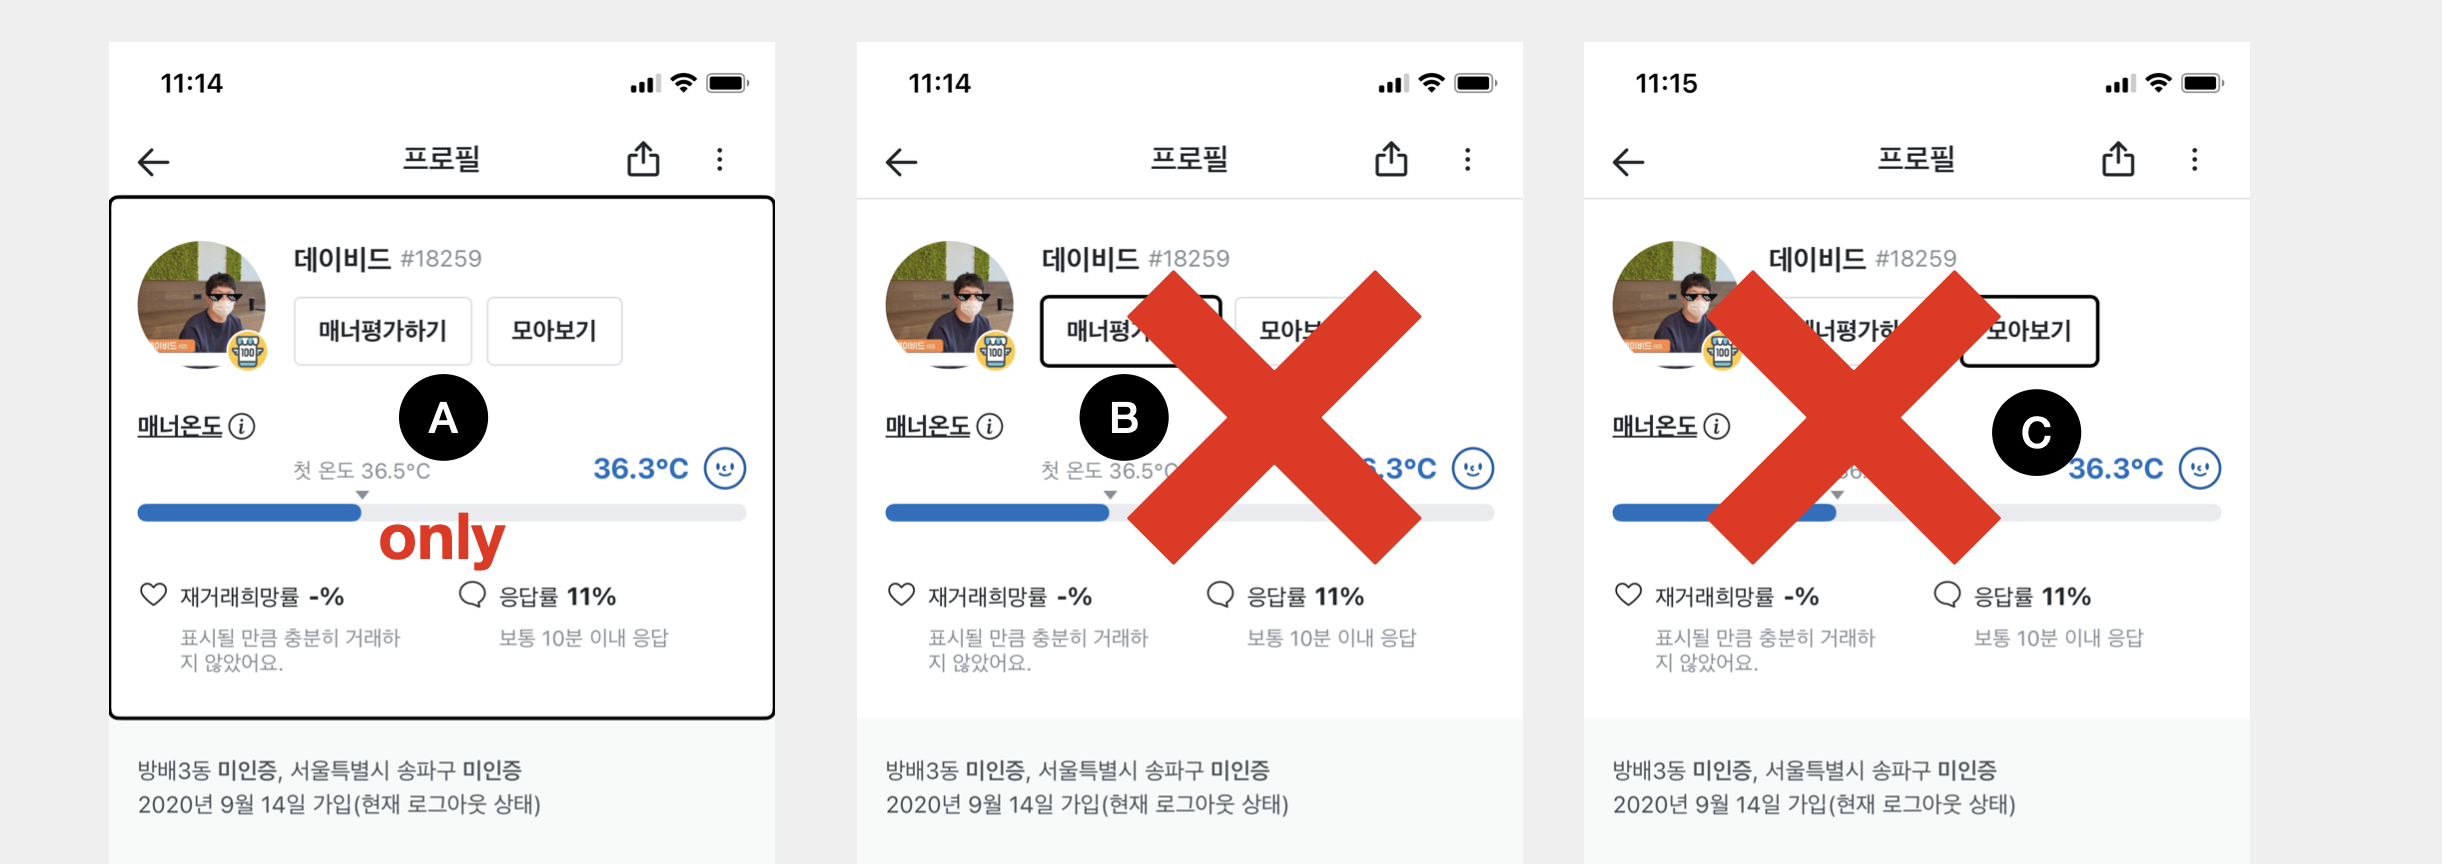 11:14
프로필
데이비드 #18259
매너평가하기 모아보기
100
A
매너온도 i
첫 온도 36.5°C 36.3°C
only
재거래희망률 -% 응답률 11%
표시될 만큼 충분히 거래하 보통 10분 이내 응답
지 않았어요.
방배3동 미인증, 서울특별시 송파구 미인증
2020년 9월 14일 가입(현재 로그아웃 상태)
11:14
프로필
데이비드 #18259
매너평 모아
100
B
매너온도 i
첫 온도 36.5° .3°C
재거래희망률 -% 응답률 11%
표시될 만큼 충분히 거래하 보통 10분 이내 응답
지 않았어요.
방배3동 미인증, 서울특별시 송파구 미인증
2020년 9월 14일 가입(현재 로그아웃 상태)
11:15
프로필
데이비드 #18259
너평가 모아보기
100
C
매너온도 i
36.3°C
재거래희망률 -% 응답률 11%
표시될 만큼 충분히 거래하 보통 10분 이내 응답
지 않았어요.
방배3동 미인증, 서울특별시 송파구 미인증
2020년 9월 14일 가입(현재 로그아웃 상태)